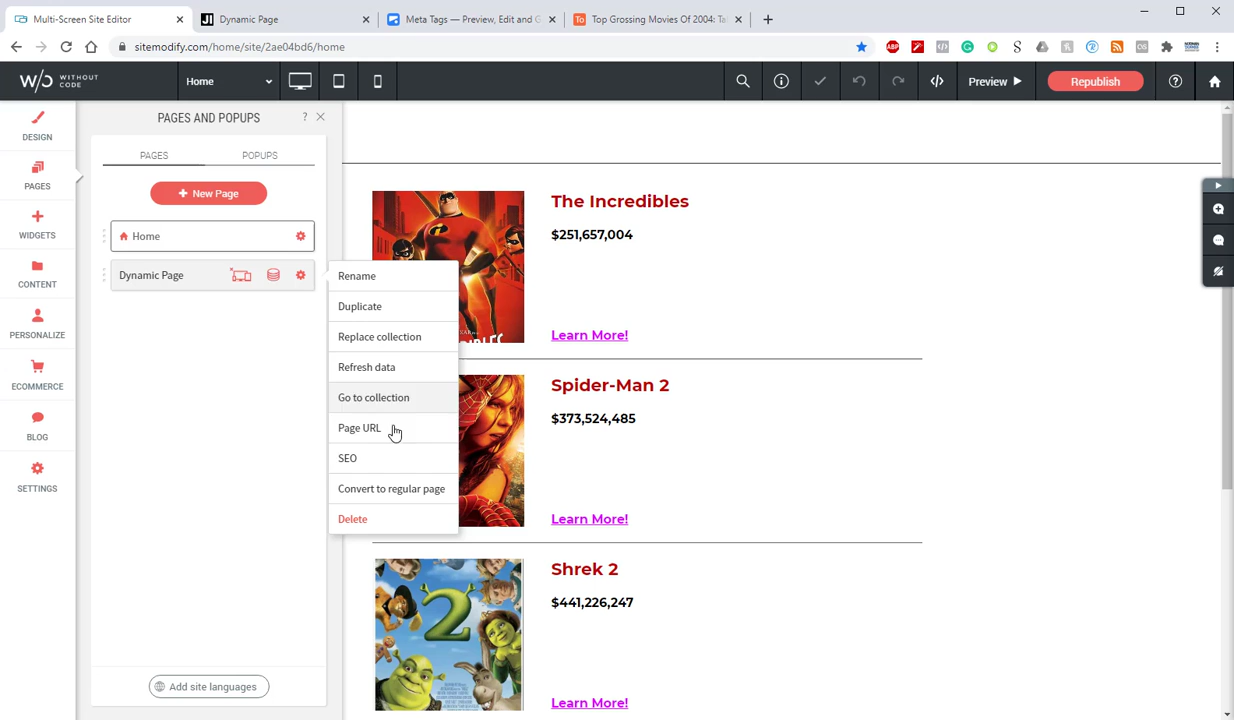 Multi-Screen Site Editor
Dynamic Page
Meta Tags — Preview, Edit and G
Top Grossing Movies Of 2004: Ta
sitemodify.com/home/site/2ae04bd6/home
ABP
WITHOUT
CODE
Home
Preview
Republish
DESIGN
PAGES
WIDGETS
CONTENT
PERSONALIZE
ECOMMERCE
BLOG
SETTINGS
PAGES AND POPUPS
?
PAGES
POPUPS
+ New Page
Home
Dynamic Page
Rename
Duplicate
Replace collection
Refresh data
Go to collection
Page URL
SEO
Convert to regular page
Delete
Add site languages
The Incredibles
$251,657,004
Learn More!
Spider-Man 2
$373,524,485
Learn More!
Shrek 2
$441,226,247
2
Learn More!